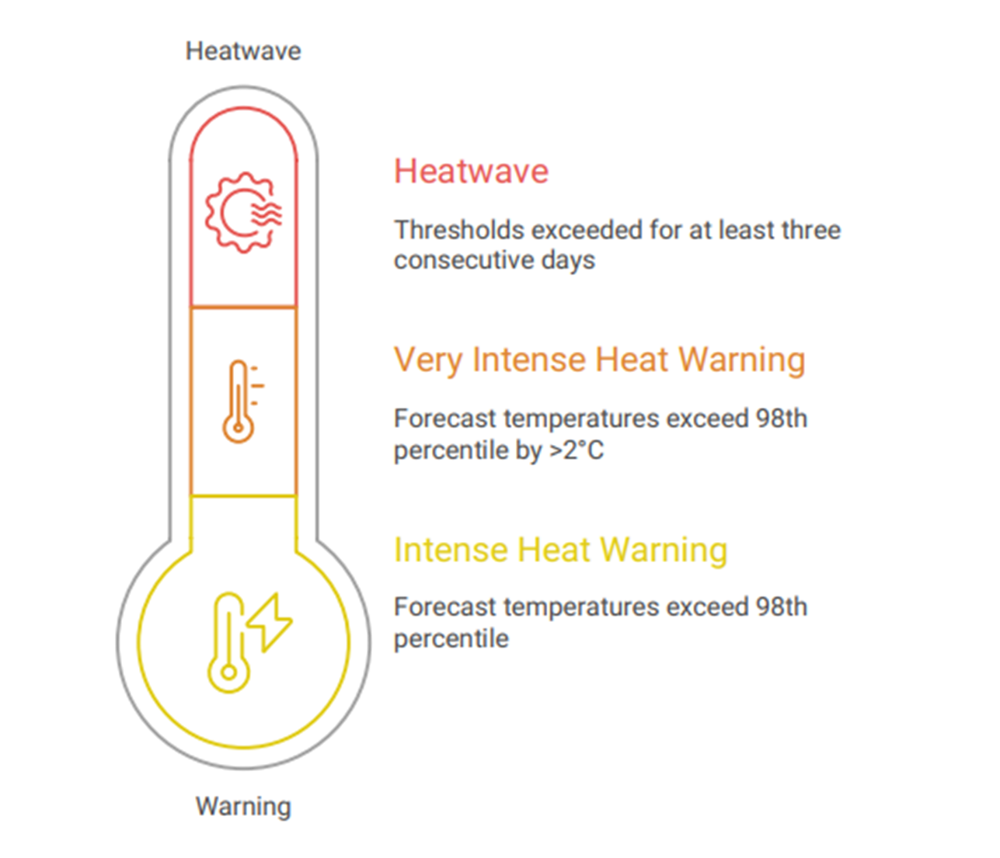 Heatwave
Heatwave
Thresholds exceeded for at least three
consecutive days
Very Intense Heat Warning
Forecast temperatures exceed 98th
percentile by >2°C
Intense Heat Warning
Forecast temperatures exceed 98th
percentile
Warning